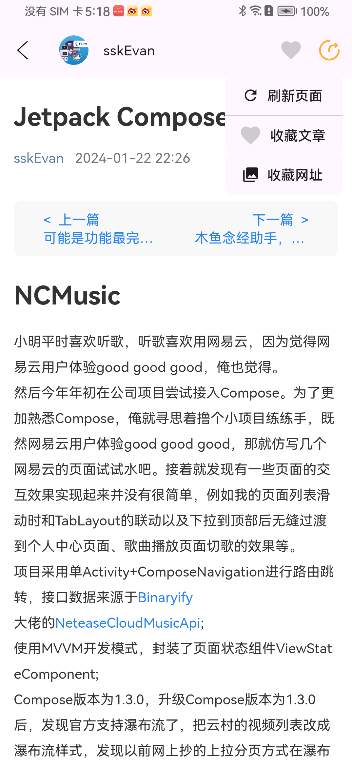 没有 SIM 卡 5:18
100%
sskEvan
刷新页面
Jetpack Compose
收藏文章
sskEvan 2024-01-22 22:26
收藏网址
< 上一篇
下一篇 >
可能是功能最完...
木鱼念经助手，...
NCMusic
小明平时喜欢听歌，听歌喜欢用网易云，因为觉得网
易云用户体验good good good，俺也觉得。
然后今年年初在公司项目尝试接入Compose。为了更
加熟悉Compose，俺就寻思着撸个小项目练练手，既
然网易云用户体验good good good，那就仿写几个
网易云的页面试试水吧。接着就发现有一些页面的交
互效果实现起来并没有很简单，例如我的页面列表滑
动时和TabLayout的联动以及下拉到顶部后无缝过渡
到个人中心页面、歌曲播放页面切歌的效果等。
项目采用单Activity+ComposeNavigation进行路由跳
转，接口数据来源于Binaryify
大佬的NeteaseCloudMusicApi;
使用MVVM开发模式，封装了页面状态组件ViewStat
eComponent;
Compose版本为1.3.0，升级Compose版本为1.3.0
后，发现官方支持瀑布流了，把云村的视频列表改成
瀑布流样式，发现以前网上抄的上拉分页方式在瀑布